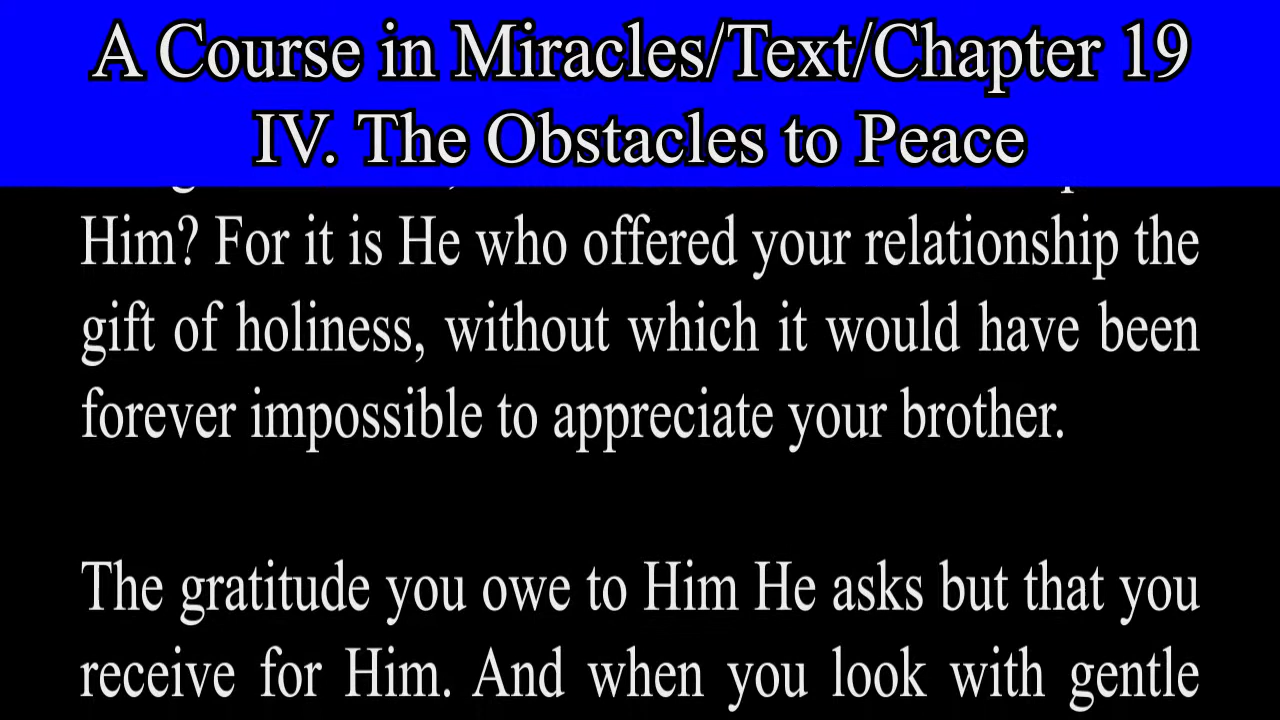 A Course in Miracles/Text/Chapter 19
IV. The Obstacles to Peace
Him? For it is He who offered your relationship the
gift of holiness, without which it would have been
forever impossible to appreciate your brother.
The gratitude you owe to Him He asks but that you
receive for Him. And when you look with gentle